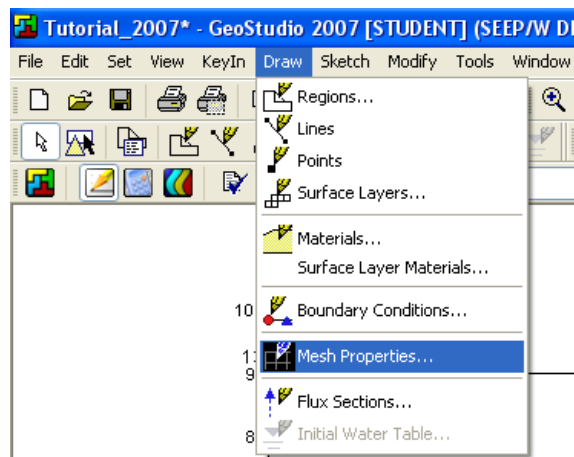 Tutorial_2007* - GeoStudio 2007 [STUDENT] (SEEP/W D
File Edit Set View KeyIn Draw Sketch Modify Tools Window
Regions...
Lines
Points
Surface Layers...
Materials...
Surface Layer Materials...
10
Boundary Conditions...
Mesh Properties...
9
Flux Sections...
8
Initial Water Table...